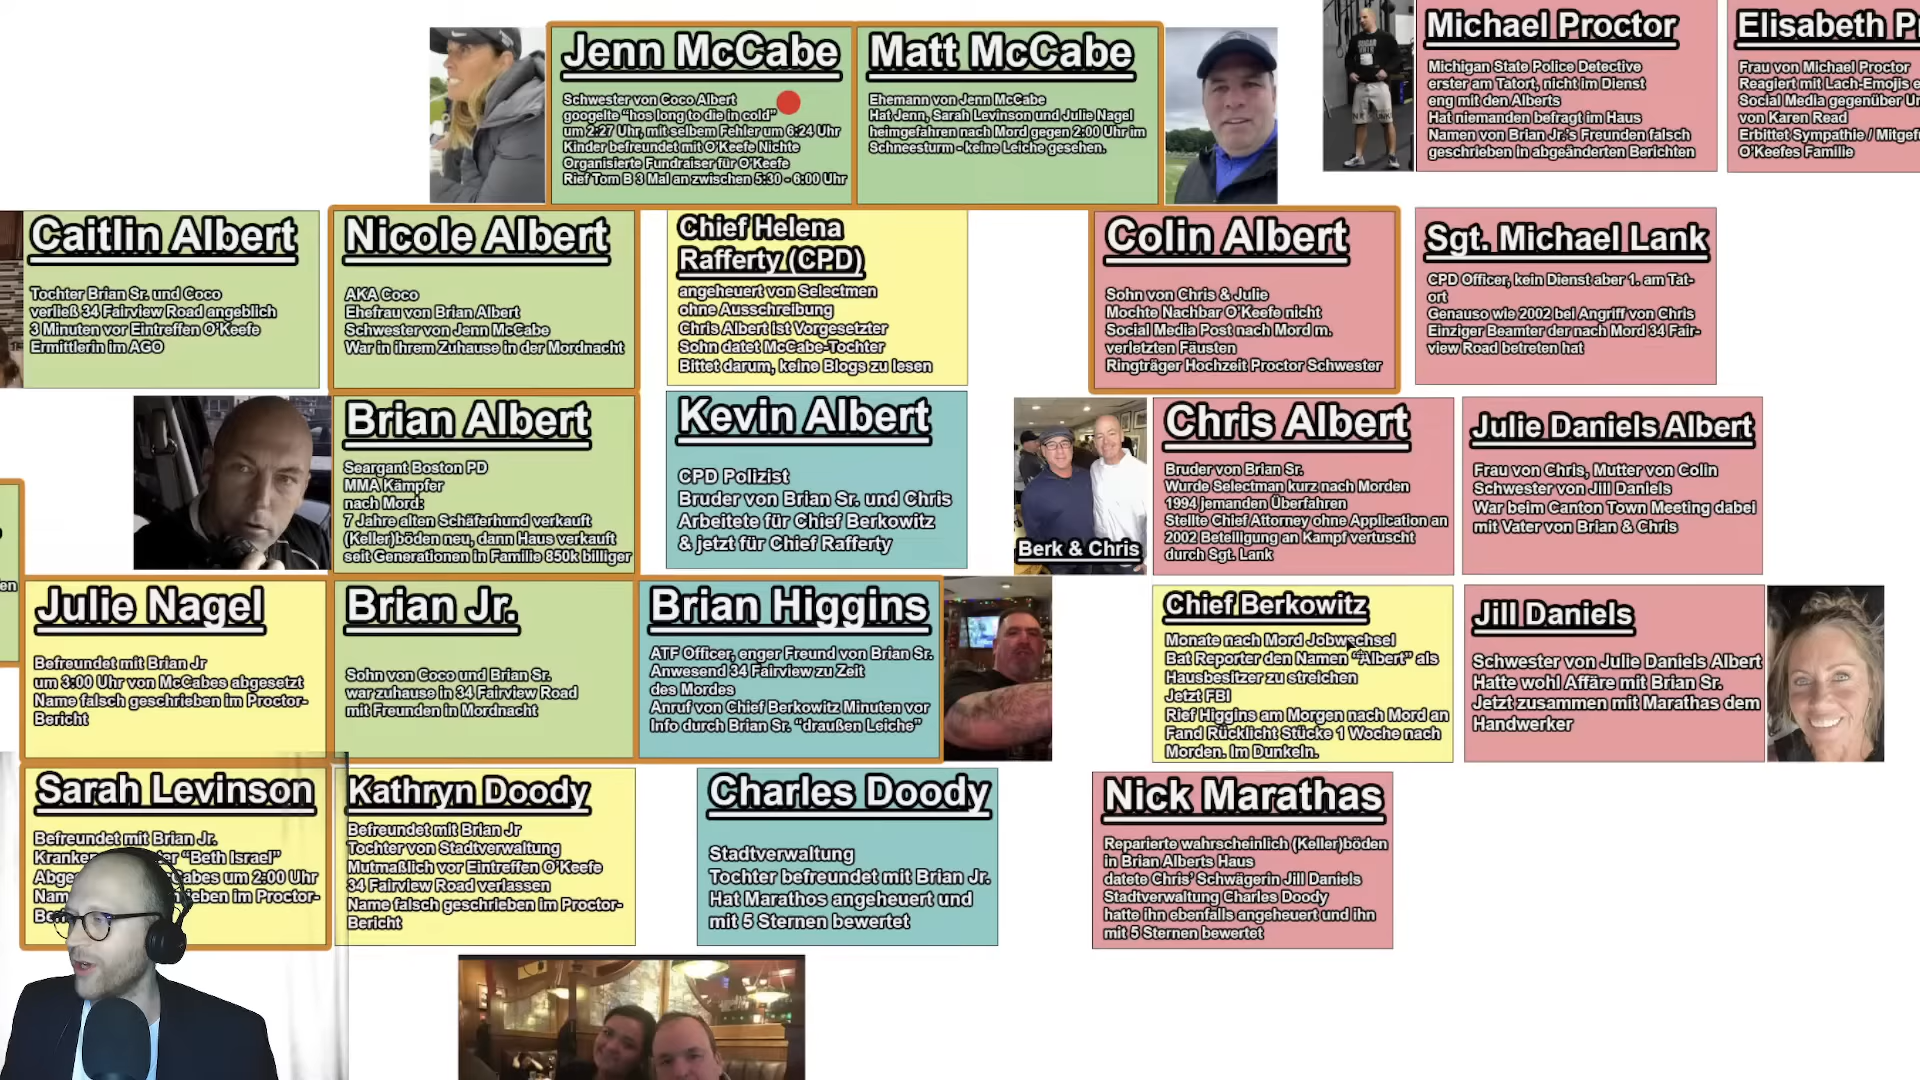 Jenn McCabe
Schwester von Coco Albert
googelte "hos long to die in cold"
um 2:27 Uhr, mit selbem Fehler um 6:24 Uhr
Kinder befreundet mit O'Keefe Nichte
Organisierte Fundraiser für O'Keefe
Rief Tom B 3 Mal an zwischen 5:30 - 6:00 Uhr
Matt McCabe
Ehemann von Jenn McCabe
Hat Jenn, Sarah Levinson und Julie Nagel
heimgefahren nach Mord gegen 2:00 Uhr im
Schneesturm - keine Leiche gesehen.
Michael Proctor
Michigan State Police Detective
erster am Tatort, nicht im Dienst
eng mit den Alberts
Hat niemanden befragt im Haus
Namen von Brian Jr.'s Freunden falsch
geschrieben in abgeänderten Berichten
Elisabeth P
Frau von Michael Proctor
Reagiert mit Lach-Emojis
Social Media gegenüber
von Karen Read
Erbittet Sympathie / Mitgef
O'Keefes Familie
Caitlin Albert
Tochter Brian Sr. und Coco
verließ 34 Fairview Road angeblich
3 Minuten vor Eintreffen O'Keefe
Ermittlerin im AGO
Nicole Albert
AKA Coco
Ehefrau von Brian Albert
Schwester von Jenn McCabe
War in ihrem Zuhause in der Mordnacht
Chief Helena
Rafferty (CPD)
angeheuert von Selectmen
ohne Ausschreibung
Chris Albert ist Vorgesetzter
Sohn datet McCabe-Tochter
Bittet darum, keine Blogs zu lesen
Colin Albert
Sohn von Chris & Julie
Mochte Nachbar O'Keefe nicht
Social Media Post nach Mord m.
verletzten Fäusten
Ringträger Hochzeit Proctor Schwester
Sgt. Michael Lank
CPD Officer, kein Dienst aber 1. am Tat-
ort
Genauso wie 2002 bei Angriff von Chris
Einziger Beamter der nach Mord 34 Fair-
view Road betreten hat
Brian Albert
Seargant Boston PD
MMA Kämpfer
nach Mord:
7 Jahre alten Schäferhund verkauft
(Keller)böden neu, dann Haus verkauft
seit Generationen in Familie 850k billiger
Kevin Albert
CPD Polizist
Bruder von Brian Sr. und Chris
Arbeitete für Chief Berkowitz
& jetzt für Chief Rafferty
Berk & Chris
Chris Albert
Bruder von Brian Sr.
Wurde Selectman kurz nach Morden
1994 jemanden Überfahren
Stellte Chief Attorney ohne Application an
2002 Beteiligung an Kampf vertuscht
durch Sgt. Lank
Julie Daniels Albert
Frau von Chris, Mutter von Colin
Schwester von Jill Daniels
War beim Canton Town Meeting dabei
mit Vater von Brian & Chris
en
Julie Nagel
Befreundet mit Brian Jr
um 3:00 Uhr von McCabes abgesetzt
Name falsch geschrieben im Proctor-
Bericht
Brian Jr.
Sohn von Coco und Brian Sr.
war zuhause in 34 Fairview Road
mit Freunden in Mordnacht
Brian Higgins
ATF Officer, enger Freund von Brian Sr.
Anwesend 34 Fairview zu Zeit
des Mordes
Anruf von Chief Berkowitz Minuten vor
Info durch Brian Sr. "draußen Leiche"
Chief Berkowitz
Monate nach Mord Jobwechsel
Bat Reporter den Namen "Albert" als
Hausbesitzer zu streichen
Jetzt FBI
Rief Higgins am Morgen nach Mord an
Fand Rücklicht Stücke 1 Woche nach
Morden. Im Dunkeln.
Jill Daniels
Schwester von Julie Daniels Albert
Hatte wohl Affäre mit Brian Sr.
Jetzt zusammen mit Marathas dem
Handwerker
Sarah Levinson
Befreundet mit Brian Jr.
Kranken er "Beth Israel"
Abge Cabes um 2:00 Uhr
Nam ieben im Proctor-
Be
Kathryn Doody
Befreundet mit Brian Jr
Tochter von Stadtverwaltung
Mutmaßlich vor Eintreffen O'Keefe
34 Fairview Road verlassen
Name falsch geschrieben im Proctor-
Bericht
Charles Doody
Stadtverwaltung
Tochter befreundet mit Brian Jr.
Hat Marathos angeheuert und
mit 5 Sternen bewertet
Nick Marathas
Reparierte wahrscheinlich (Keller)böden
in Brian Alberts Haus
datete Chris' Schwägerin Jill Daniels
Stadtverwaltung Charles Doody
hatte ihn ebenfalls angeheuert und ihn
mit 5 Sternen bewertet